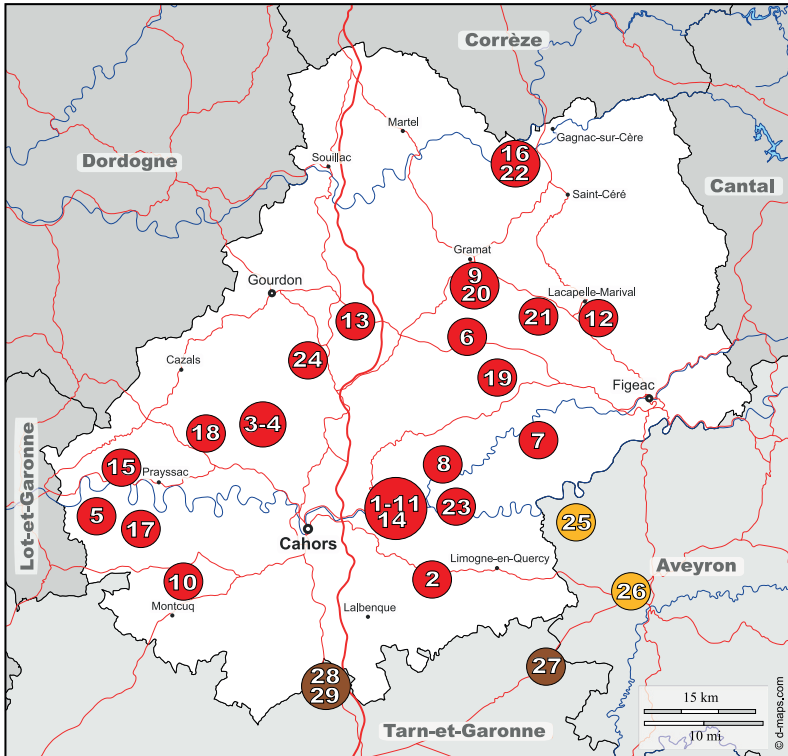 Corrèze
Martel
Gagnac-sur-Cère
16
22
Dordogne
Souillac
Cantal
Saint-Céré
Gramat
Gourdon
9
20
Lacapelle-Marival
13
21
12
6
24
Cazals
19
Figeac
3-4
18
7
15
8
Prayssac
Lot-et-Garonne
5
17
1-11
14
23
25
Cahors
Limogne-en-Quercy
Aveyron
10
2
26
Montcuq
Lalbenque
27
28
29
15 km
10 mi
Tarn-et-Garonne
© d-maps.com